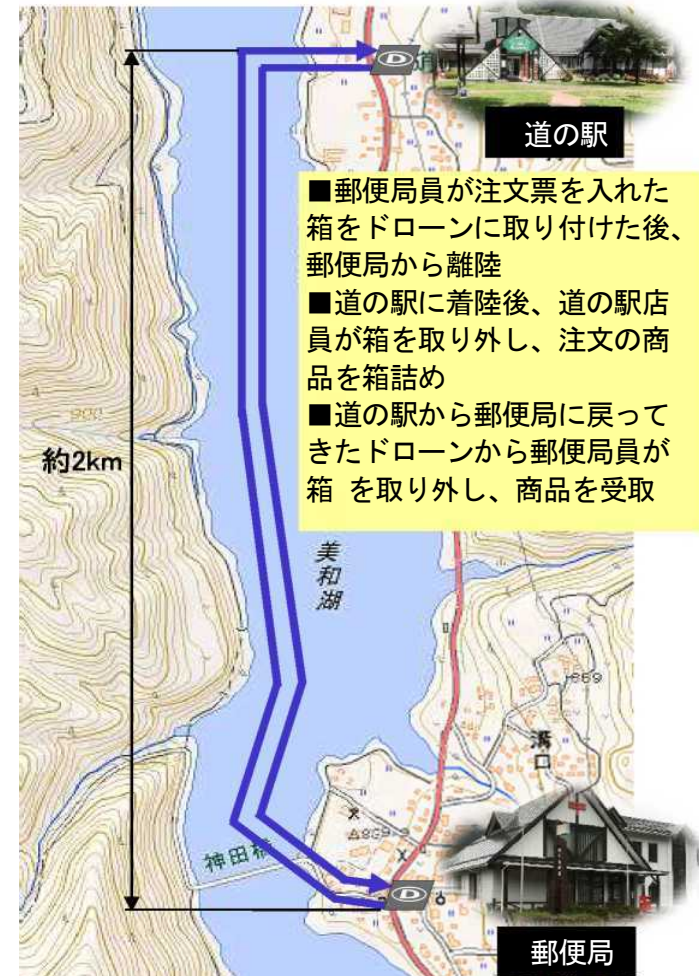 D
道
道の駅
■郵便局員が注文票を入れた
箱をドローンに取り付けた後、
郵便局から離陸
■道の駅に着陸後、道の駅店
員が箱を取り外し、注文の商
品を箱詰め
■道の駅から郵便局に戻って
きたドローンから郵便局員が
箱 を取り外し、商品を受取
900
約2km
美和湖
869
溝口
神田橋
D
郵便局